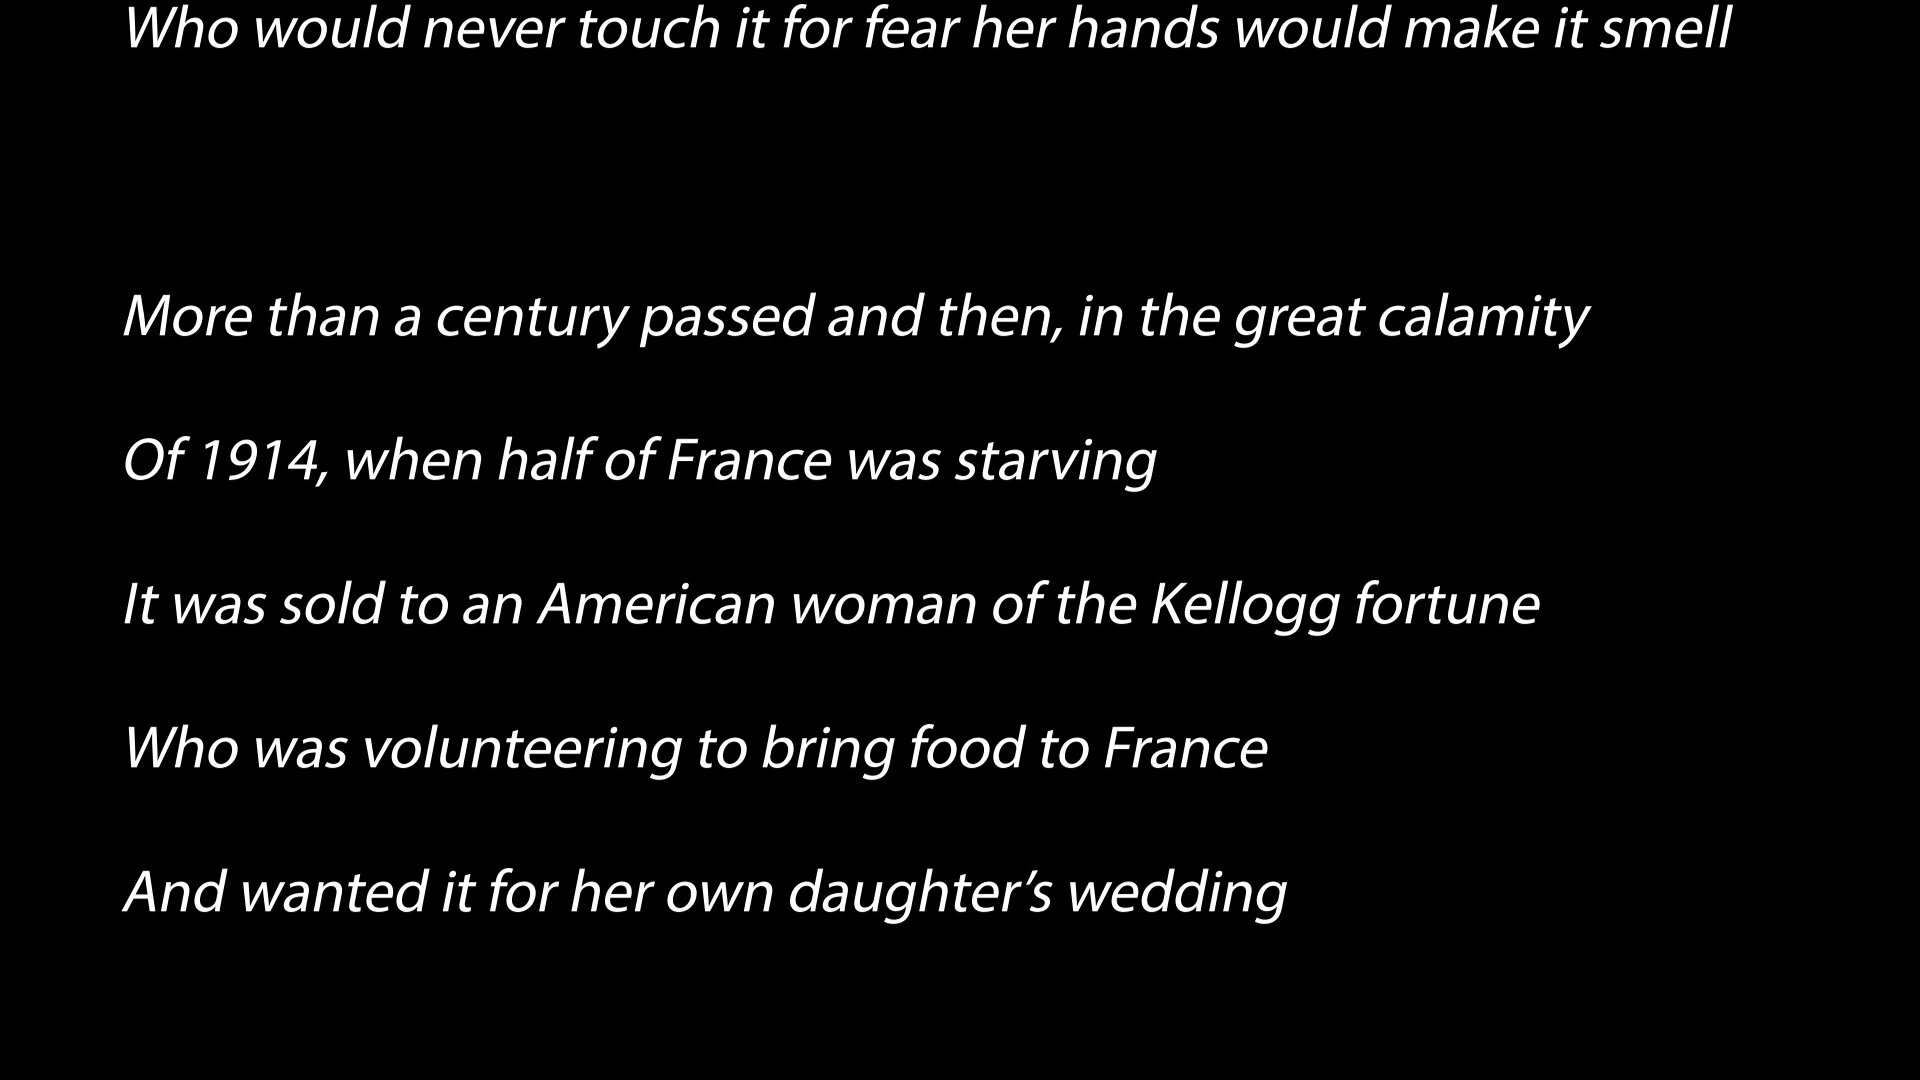 Who would never touch it for fear her hands would make it smell
More than a century passed and then, in the great calamity
Of 1914, when half of France was starving
It was sold to an American woman of the Kellogg fortune
Who was volunteering to bring food to France
And wanted it for her own daughter’s wedding